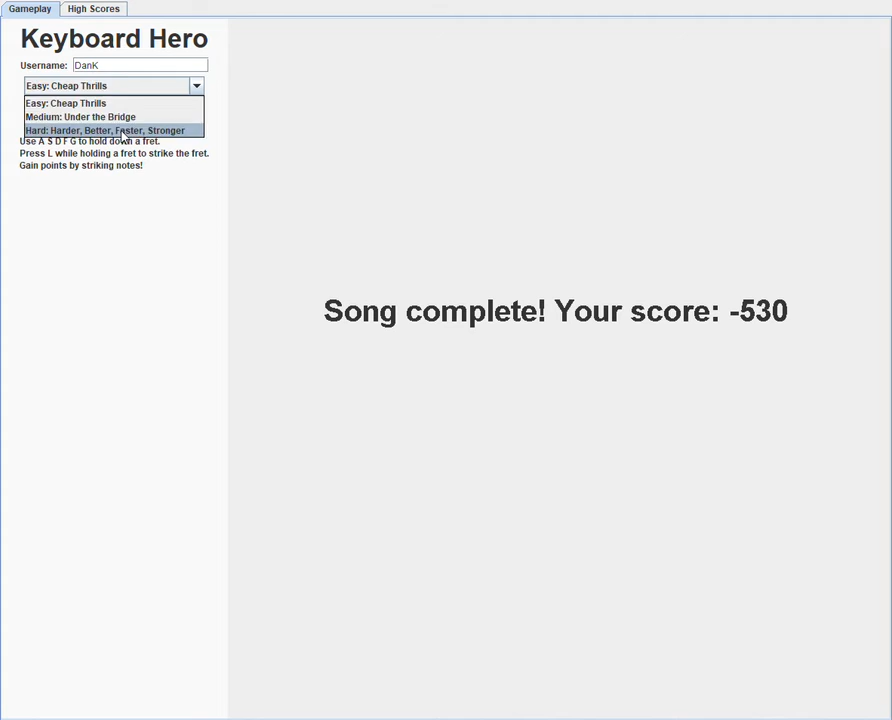 Gameplay
High Scores
Keyboard Hero
Username:
DanK
Easy: Cheap Thrills
Easy: Cheap Thrills
Medium: Under the Bridge
Hard: Harder, Better, Faster, Stronger
Use A S D F G to hold down a fret.
Press L while holding a fret to strike the fret.
Gain points by striking notes!
Song complete! Your score: -530